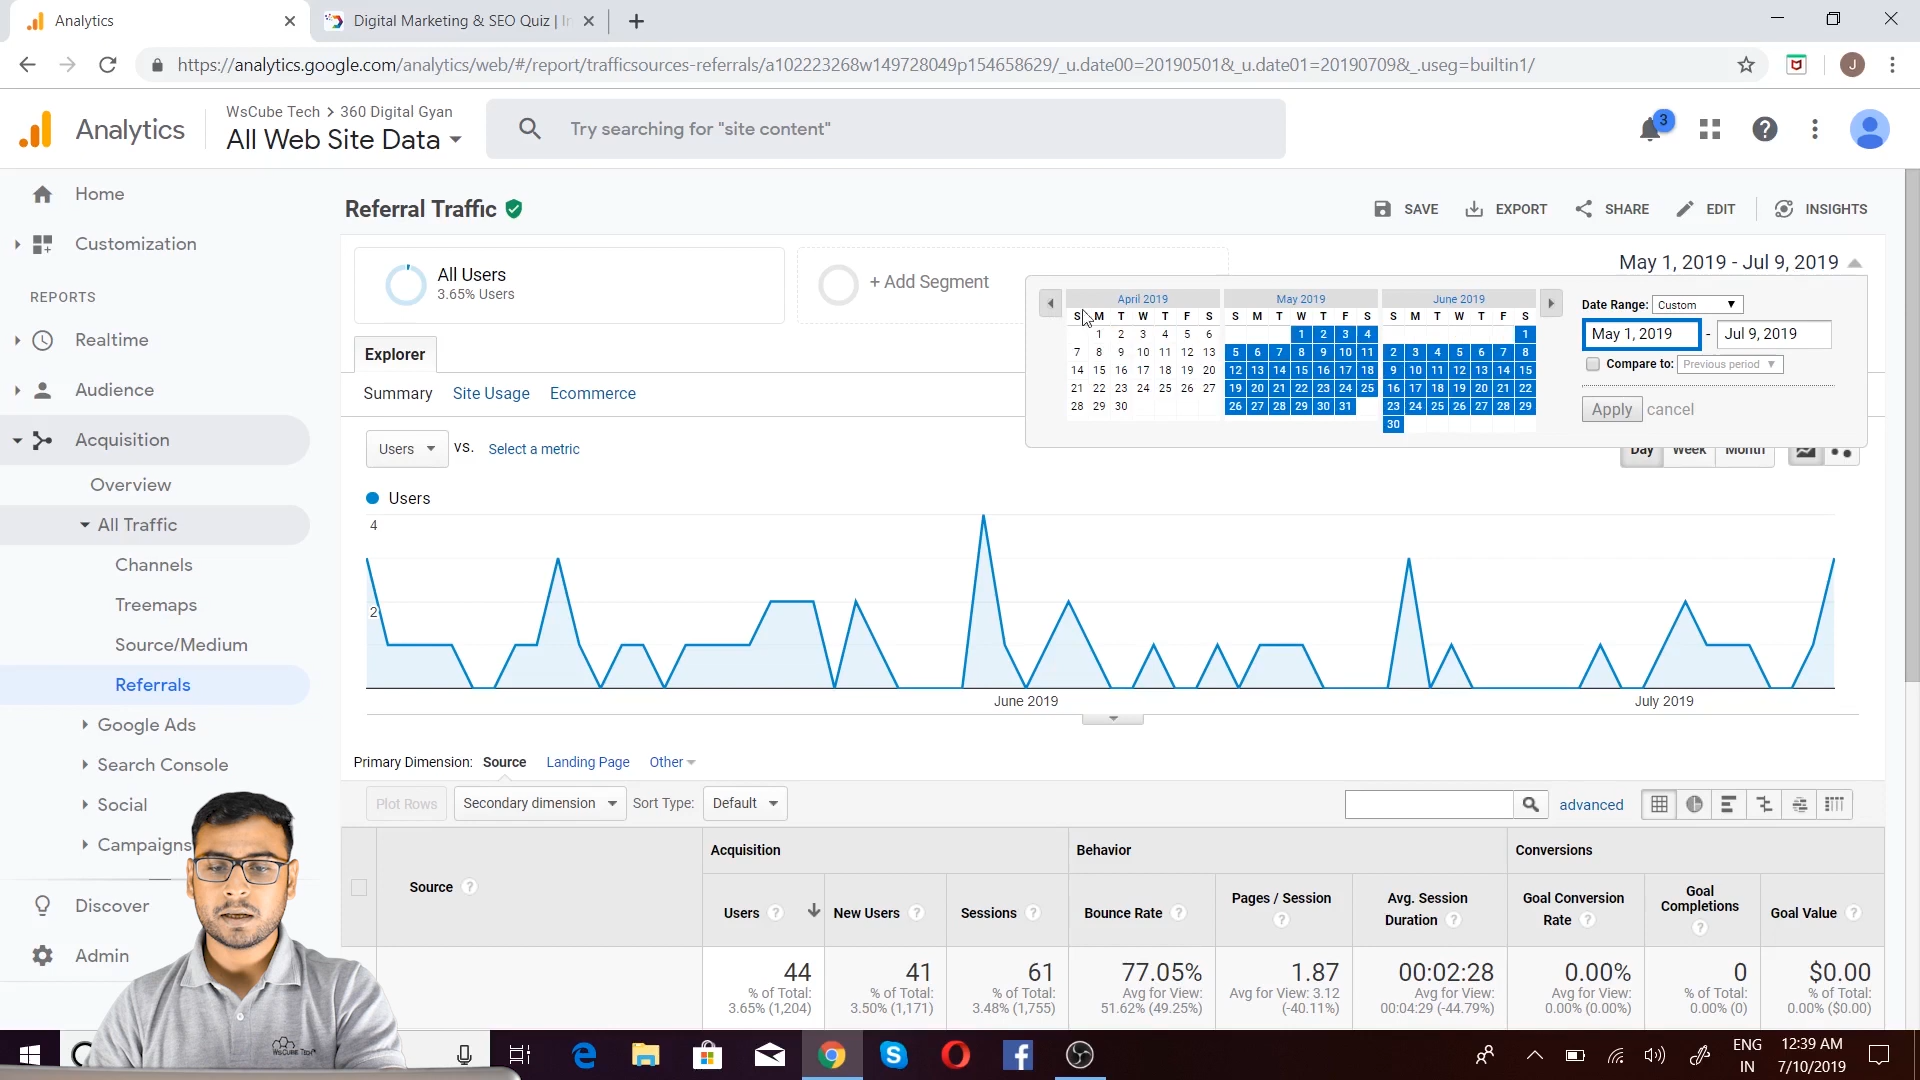 Analytics
Digital Marketing & SEO Quiz | In
https://analytics.google.com/analytics/web/#/report/trafficsources-referrals/a102223268w149728049p154658629/_u.date00=20190501&_u.date01=20190709&_.useg=builtin1/
J
Analytics
WsCube Tech > 360 Digital Gyan
All Web Site Data
Try searching for "site content"
3
Home
Customization
REPORTS
Realtime
Audience
Acquisition
Overview
All Traffic
Channels
Treemaps
Source/Medium
Referrals
Google Ads
Search Console
Social
Campaigns
Discover
Admin
Referral Traffic
SAVE
EXPORT
SHARE
EDIT
INSIGHTS
All Users
3.65% Users
+ Add Segment
May 1, 2019 - Jul 9, 2019
April 2019 May 2019 June 2019
S M T W T F S S M T W T F S S M T W T F S
1 2 3 4 5 6 1 2 3 4 1
7 8 9 10 11 12 13 5 6 7 8 9 10 11 2 3 4 5 6 7 8
14 15 16 17 18 19 20 12 13 14 15 16 17 18 9 10 11 12 13 14 15
21 22 23 24 25 26 27 19 20 21 22 23 24 25 16 17 18 19 20 21 22
28 29 30 26 27 28 29 30 31 23 24 25 26 27 28 29
30
Date Range: Custom
May 1, 2019 - Jul 9, 2019
Compare to: Previous period
Apply cancel
Explorer
Summary Site Usage Ecommerce
Users VS. Select a metric
Day Week Month
Users
4
2
June 2019 July 2019
Primary Dimension: Source Landing Page Other
Plot Rows Secondary dimension Sort Type: Default advanced
Acquisition Behavior Conversions
Source ?
Users ? New Users ? Sessions ? Bounce Rate ? Pages / Session ? Avg. Session Duration ? Goal Conversion Rate ? Goal Completions ? Goal Value ?
44 41 61 77.05% 1.87 00:02:28 0.00% 0 $0.00
% of Total: % of Total: % of Total: Avg for View: Avg for View: 3.12 Avg for View: Avg for View: % of Total: % of Total:
3.65% (1,204) 3.50% (1,171) 3.48% (1,755) 51.62% (49.25%) (-40.11%) 00:04:29 (-44.79%) 0.00% (0.00%) 0.00% (0) 0.00% ($0.00)
WsCube Tech
ENG
IN
12:39 AM
7/10/2019